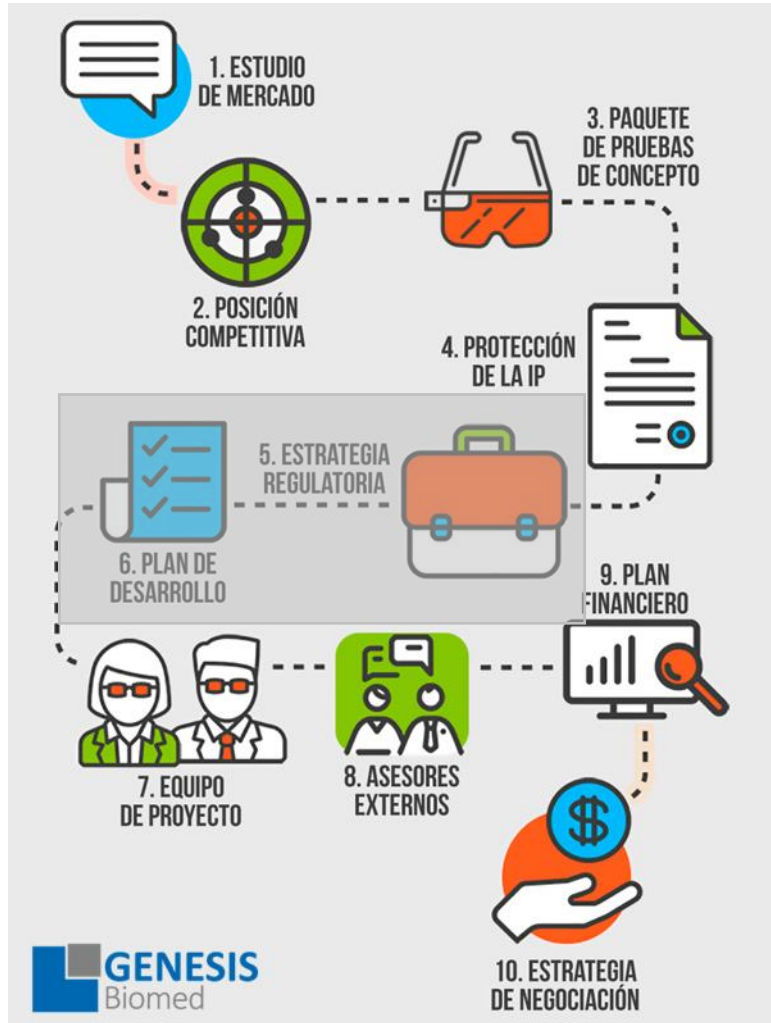 1. ESTUDIO
DE MERCADO
2. POSICIÓN
COMPETITIVA
3. PAQUETE
DE PRUEBAS
DE CONCEPTO
4. PROTECCIÓN
DE LA IP
5. ESTRATEGIA
REGULATORIA
6. PLAN DE
DESARROLLO
7. EQUIPO
DE PROYECTO
8. ASESORES
EXTERNOS
9. PLAN
FINANCIERO
$
10. ESTRATEGIA
DE NEGOCIACIÓN
GENESIS
Biomed